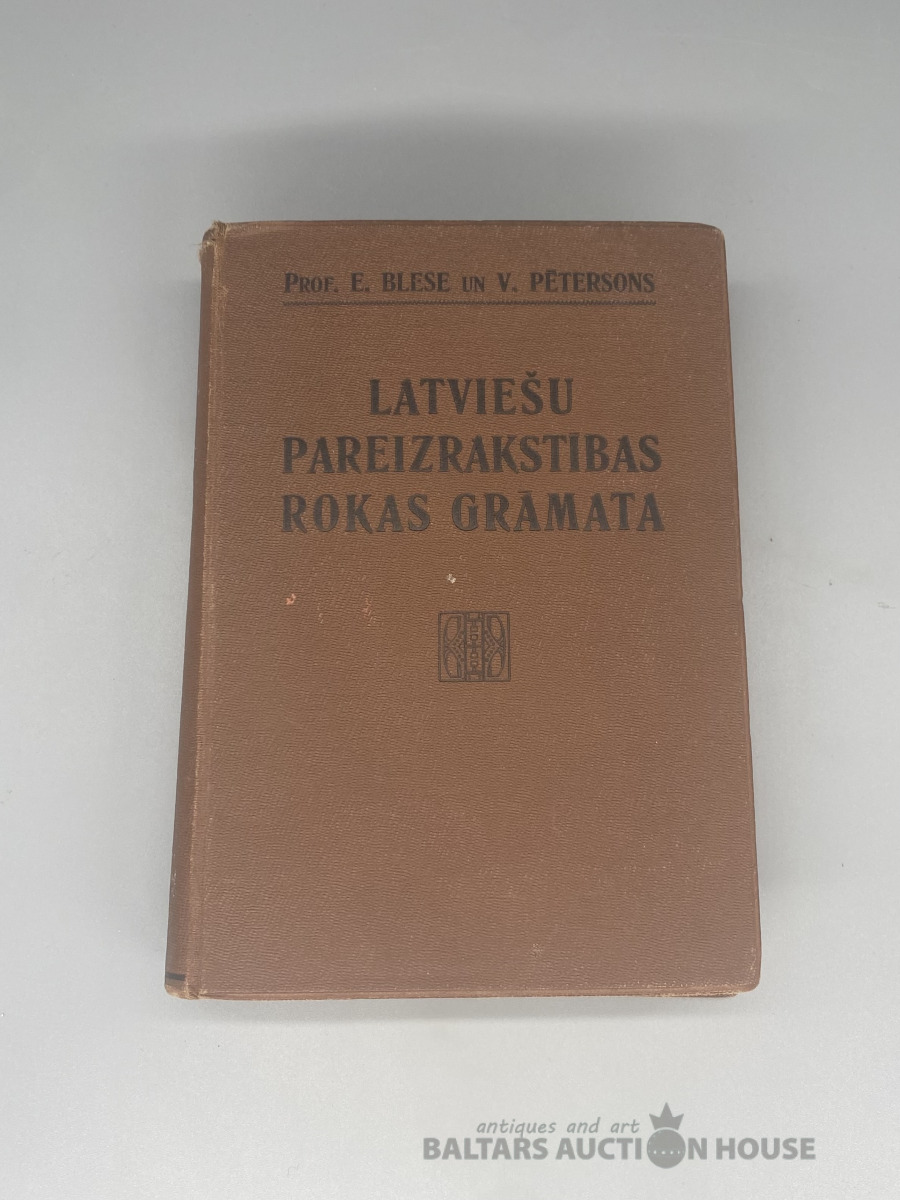 PROF. E. BLESE UN V. PĒTERSONS
LATVIEŠU
PAREIZRAKSTĪBAS
ROKAS GRĀMATA
antiques and art
BALTARS AUCTION HOUSE